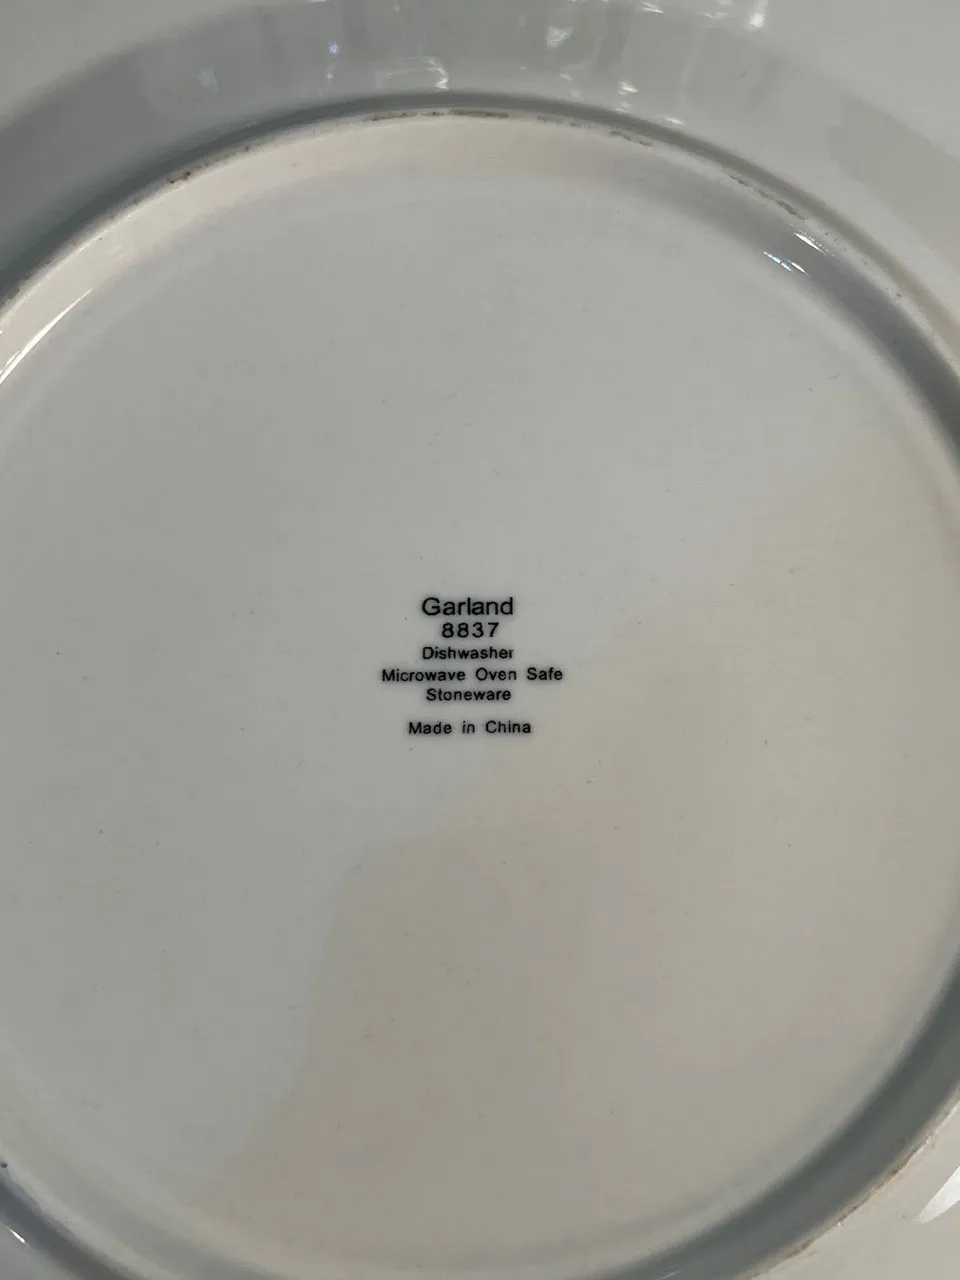 Garland
8837
Dishwasher
Microwave Oven Safe
Stoneware
Made in China